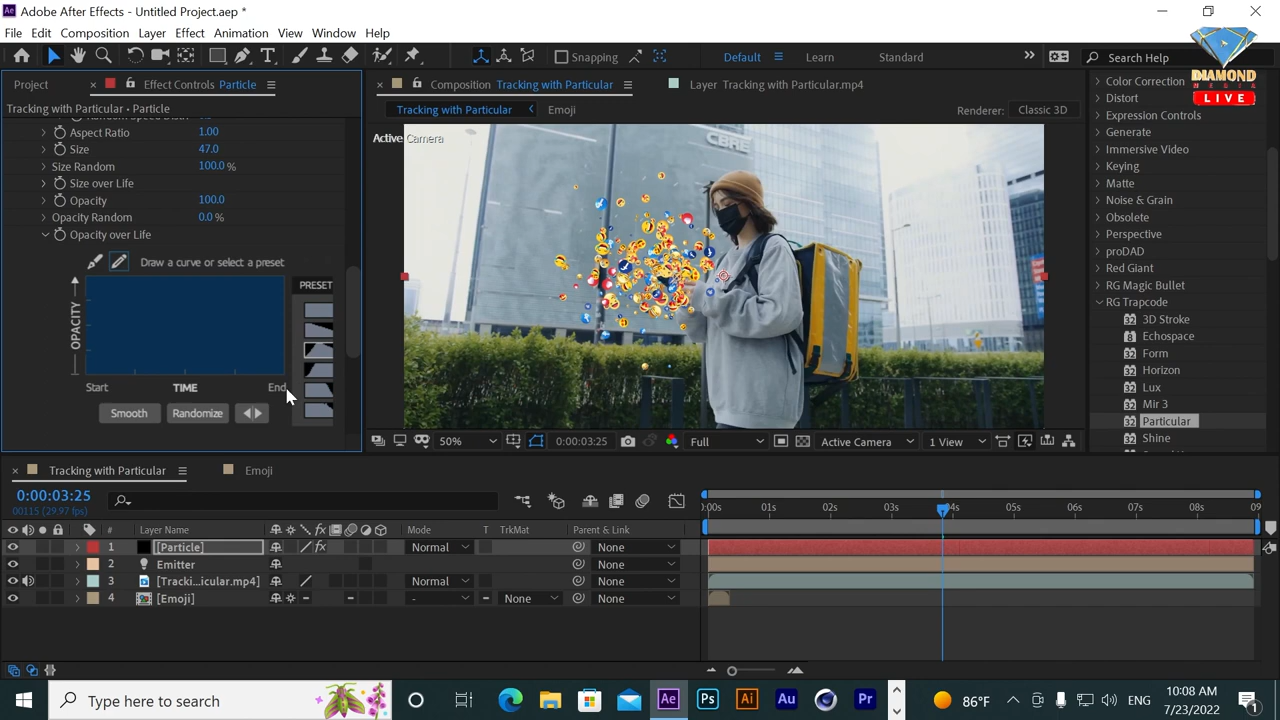 Adobe After Effects - Untitled Project.aep *
File Edit Composition Layer Effect Animation View Window Help
Snapping
Default Learn Standard
Search Help
DIAMOND
MEDIA
LIVE
Project
Effect Controls Particle
Composition Tracking with Particular
Layer Tracking with Particular.mp4
Tracking with Particular • Particle
Tracking with Particular
Emoji
Renderer: Classic 3D
Active Camera
CBRE
Aspect Ratio 1.00
Size 47.0
Size Random 100.0 %
Size over Life
Opacity 100.0
Opacity Random 0.0 %
Opacity over Life
Draw a curve or select a preset
PRESET
OPACITY
Start TIME End
Smooth Randomize
50% 0:00:03:25 Full Active Camera 1 View
Color Correction
Distort
Expression Controls
Generate
Immersive Video
Keying
Matte
Noise & Grain
Obsolete
Perspective
proDAD
Red Giant
RG Magic Bullet
RG Trapcode
3D Stroke
Echospace
Form
Horizon
Lux
Mir 3
Particular
Shine
Tracking with Particular
Emoji
0:00:03:25
00115 (29.97 fps)
# Layer Name Mode T TrkMat Parent & Link
:00s 01s 02s 03s 04s 05s 06s 07s 08s 09
1 [Particle] Normal None
2 Emitter None
3 [Tracki...icular.mp4] Normal None
4 [Emoji] - None None
Type here to search
86°F
ENG
10:08 AM
7/23/2022